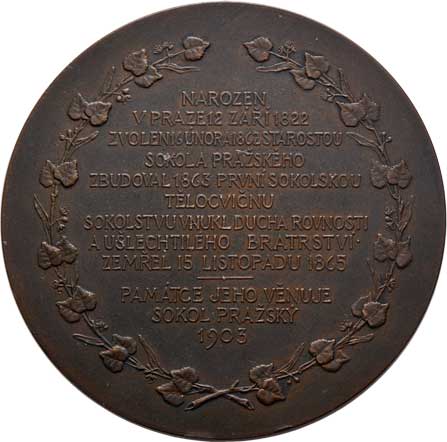 NAROZEN
V PRAZE 12 ZÁŘÍ 1822
ZVOLEN 16 ÚNORA 1862 STAROSTOU
SOKOLA PRAŽSKÉHO
ZBUDOVAL 1863 PRVNÍ SOKOLSKOU
TĚLOCVIČNU
SOKOLSTVU VNUKL DUCHA ROVNOSTI
A UŠLECHTILÉHO BRATRSTVÍ·
ZEMŘEL 15 LISTOPADU 1865
PAMÁTCE JEHO VĚNUJE
SOKOL PRAŽSKÝ
1903